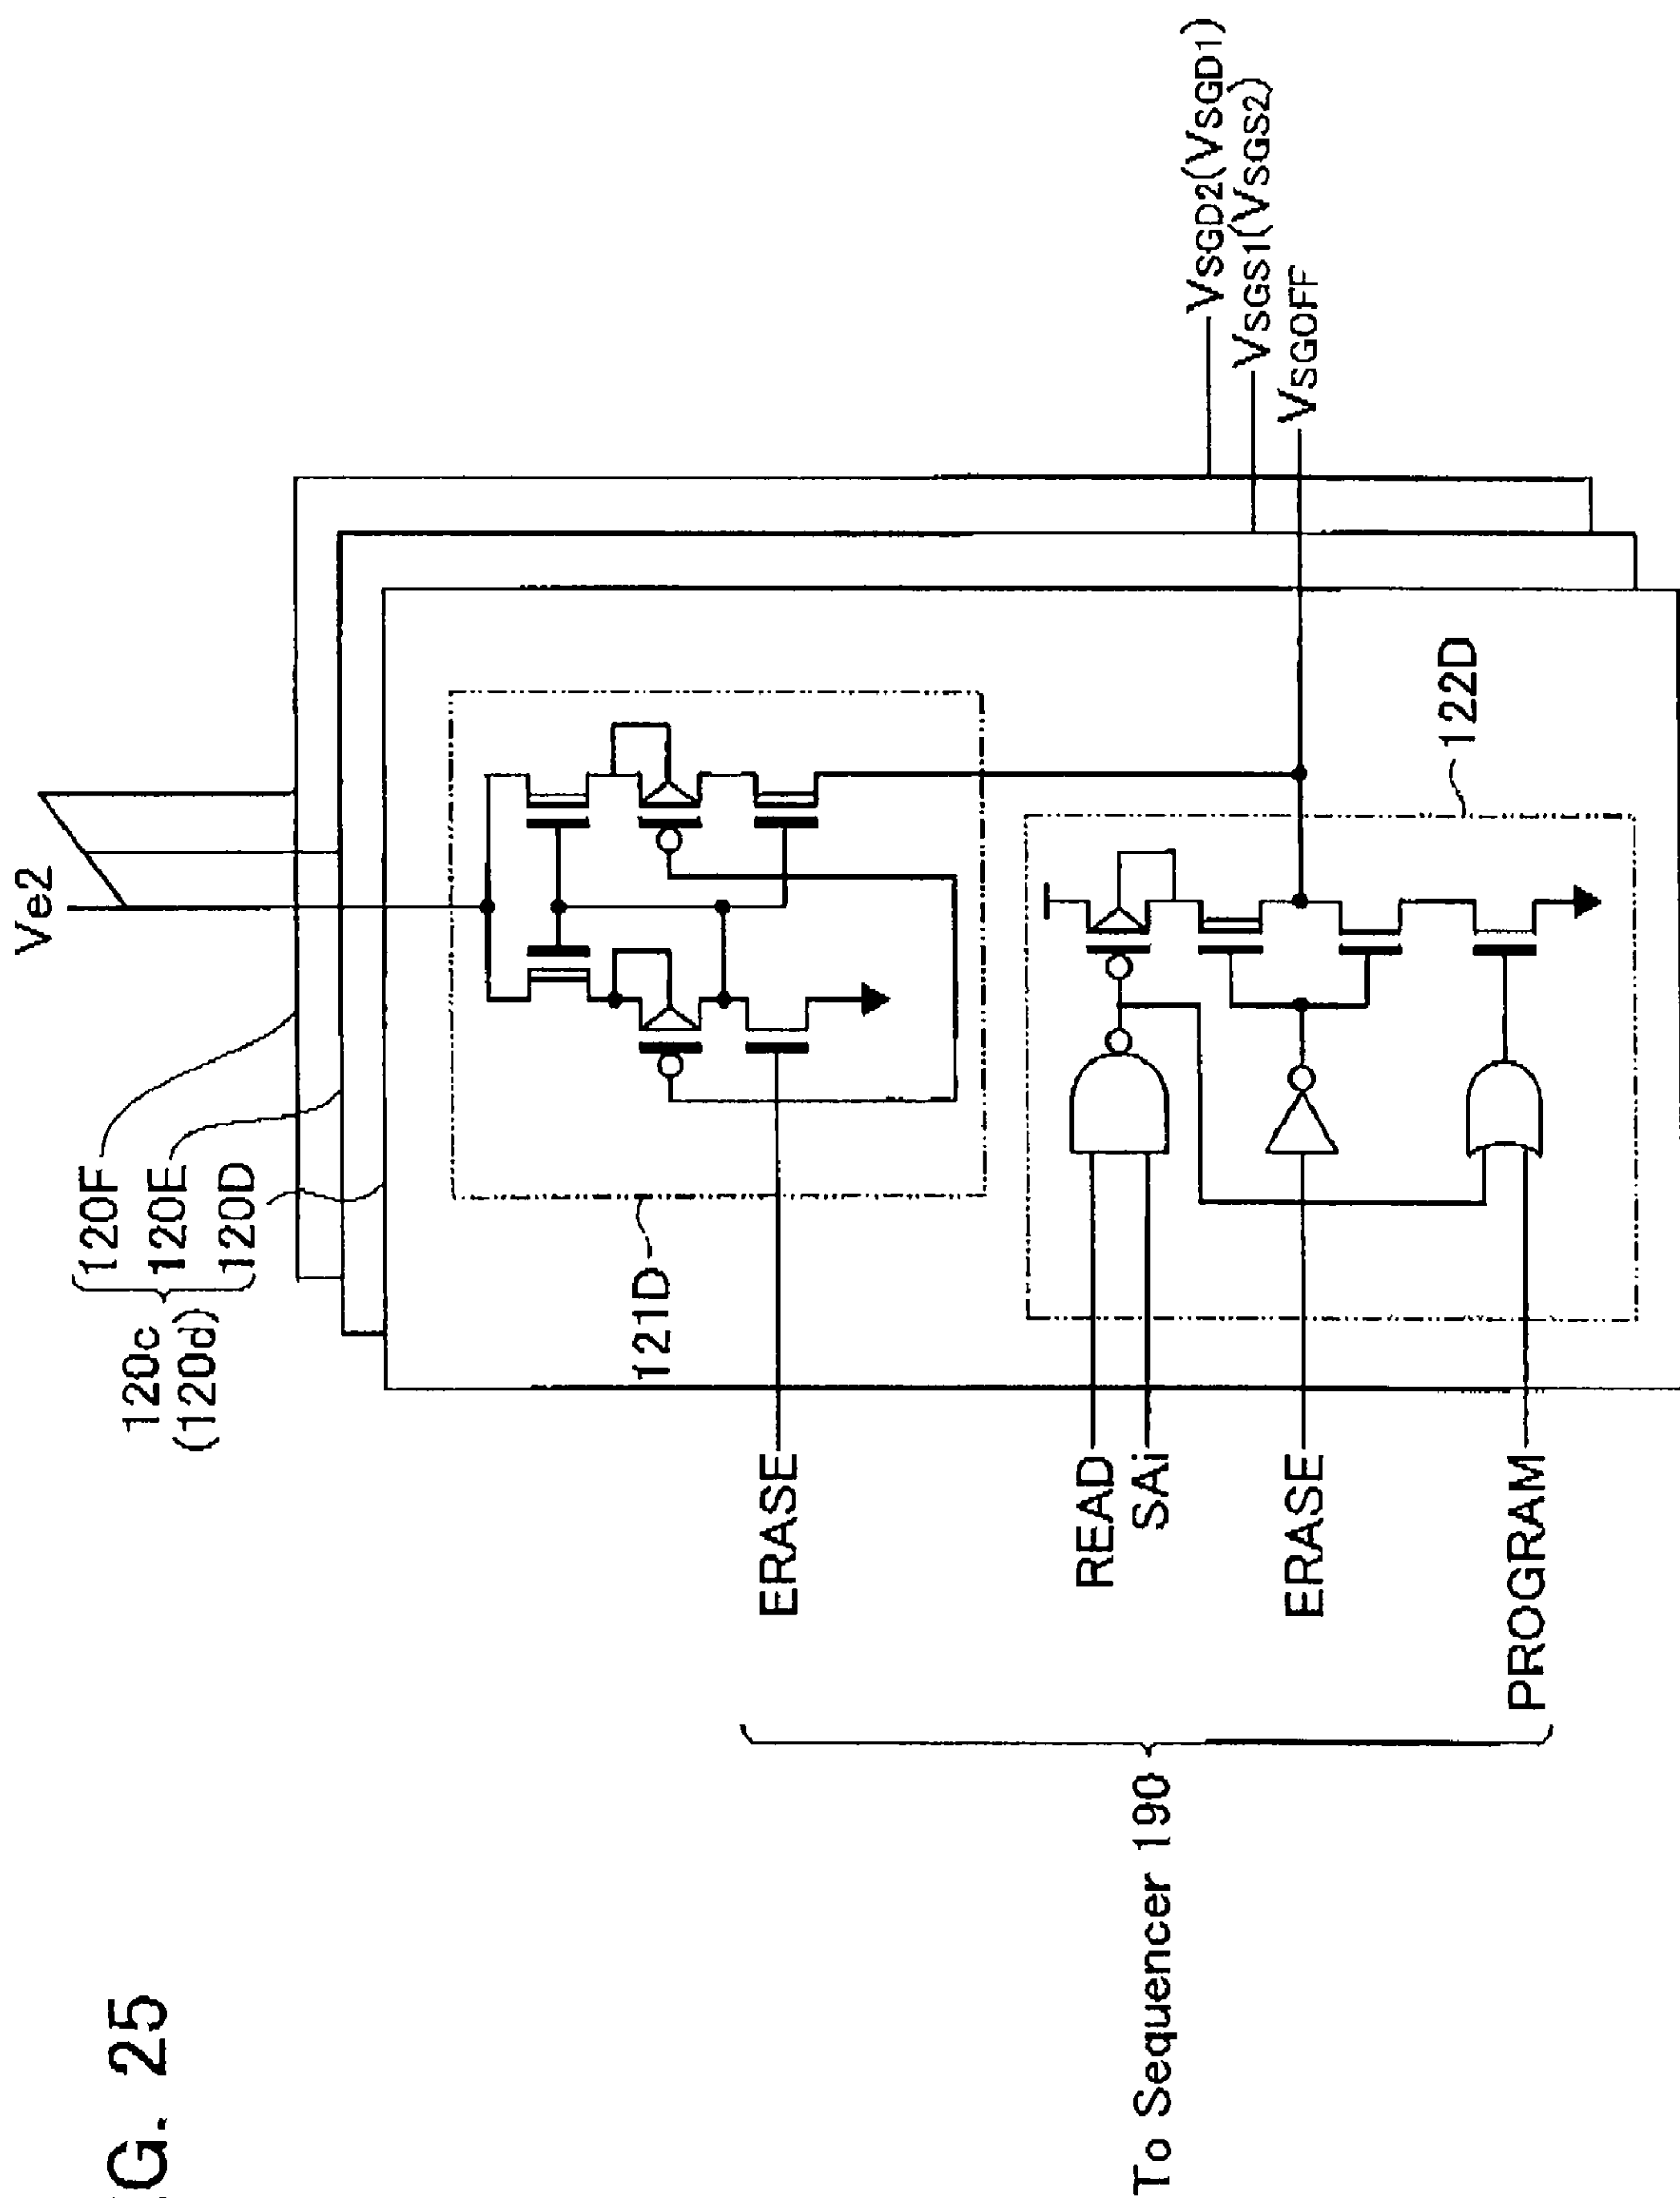 G. 25
Ve2
120F
120E
120D
120c
(120d)
121D
ERASE
READ
SAi
ERASE
PROGRAM
To Sequencer 190
122D
VSGD2(VSGD1)
VSGS1(VSGS2)
VSGOFF